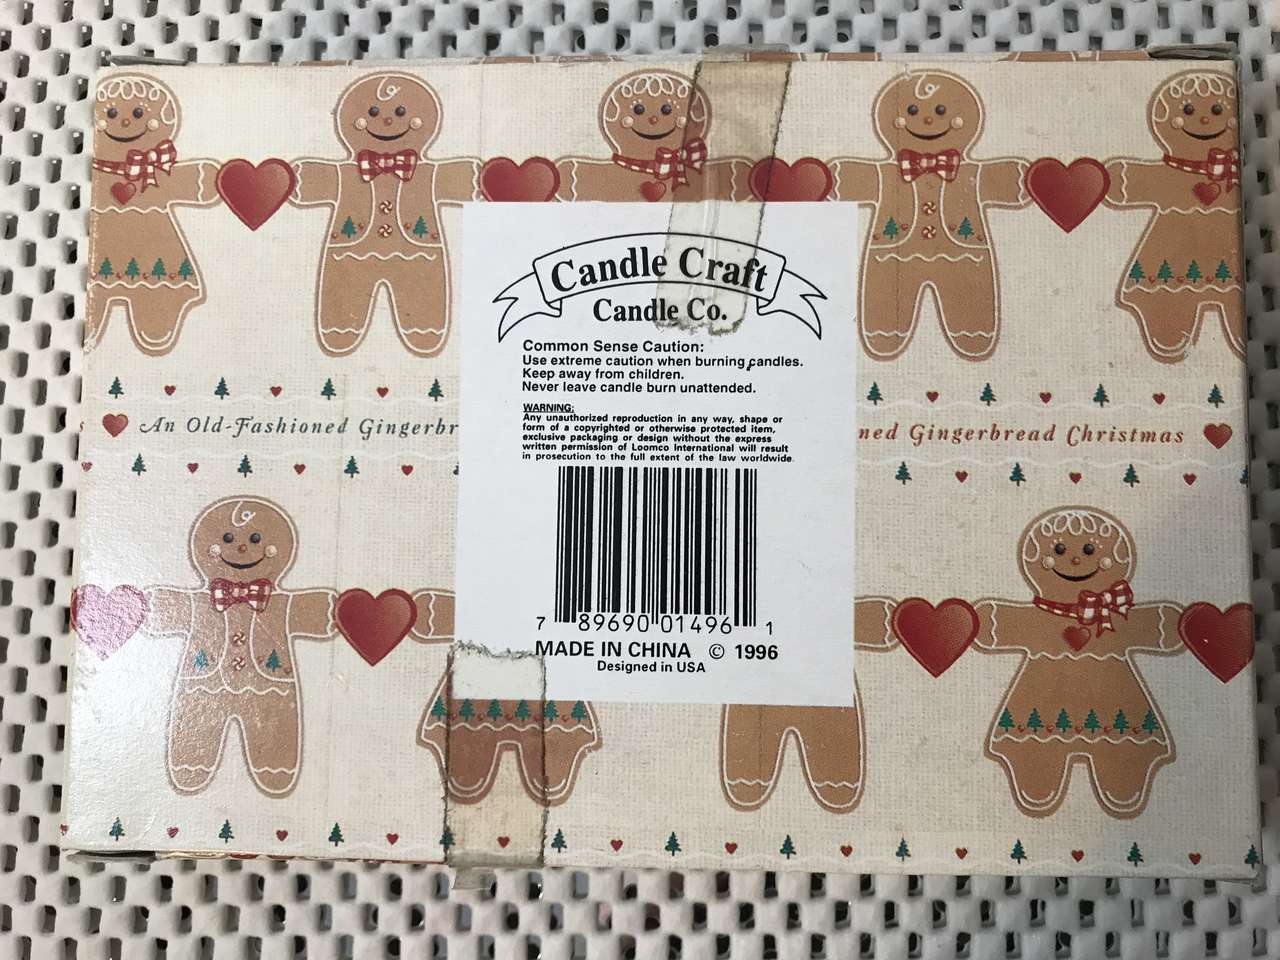 Candle Craft
Candle Co.
Common Sense Caution:
Use extreme caution when burning candles.
Keep away from children.
Never leave candle burn unattended.
WARNING:
Any unauthorized reproduction in any way, shape or
form of a copyrighted or otherwise protected item,
exclusive packaging or design without the express
written permission of Loomco International will result
in prosecution to the full extent of the law worldwide.
An Old-Fashioned Gingerbr
ned Gingerbread Christmas
7 89690 01496 1
MADE IN CHINA © 1996
Designed in USA